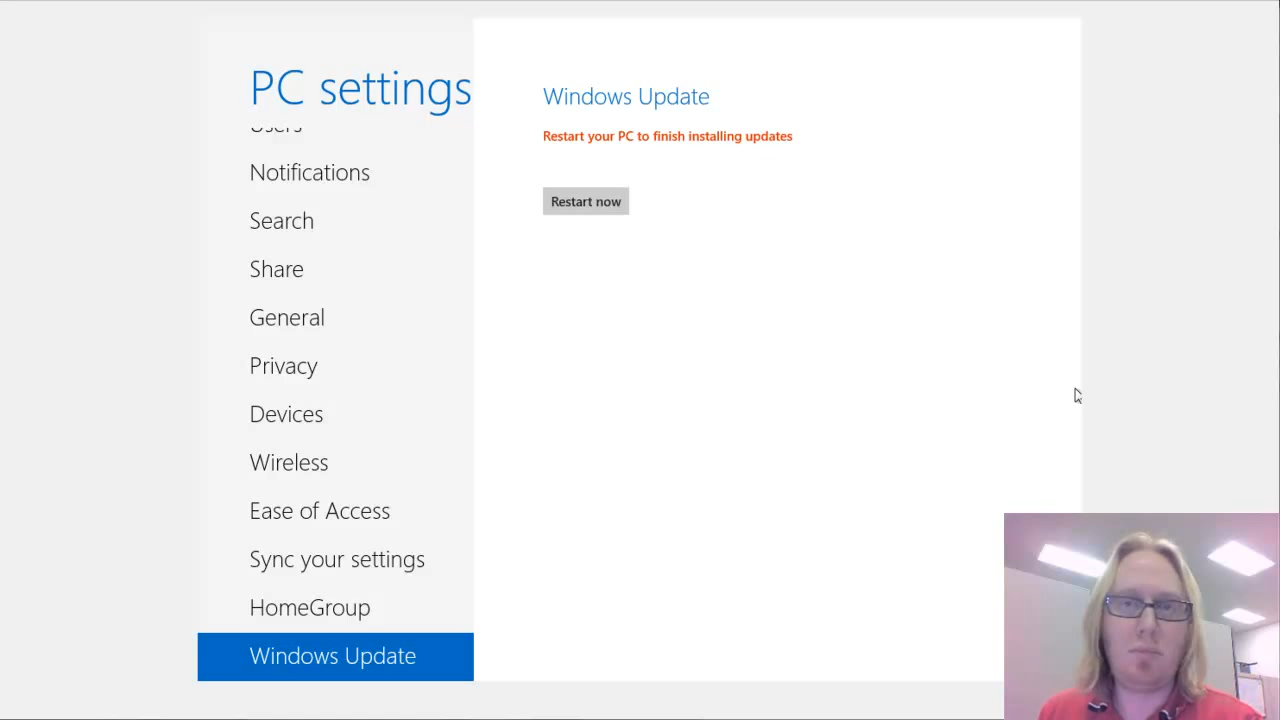 PC settings
Users
Notifications
Search
Share
General
Privacy
Devices
Wireless
Ease of Access
Sync your settings
HomeGroup
Windows Update
Windows Update
Restart your PC to finish installing updates
Restart now